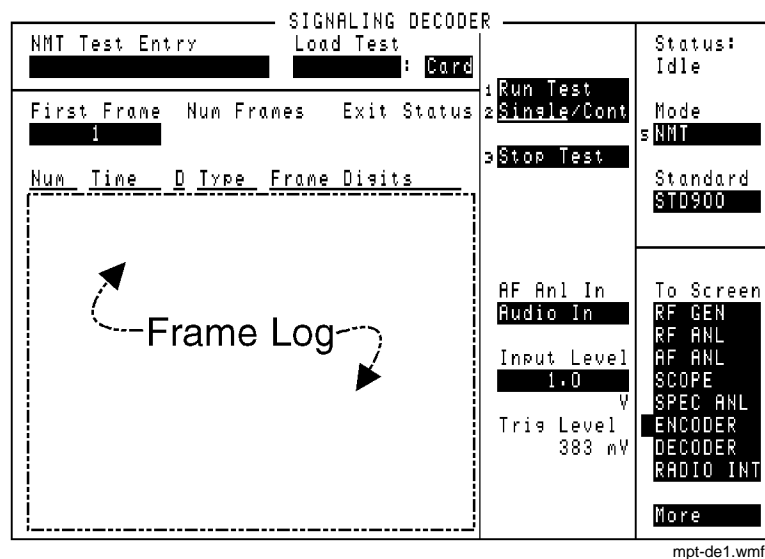 SIGNALING DECODER
NMT Test Entry
Load Test
: Card
First Frame
1
Num Frames
Exit Status
Num Time D Type Frame Digits
Frame Log
1 Run Test
2 Single/Cont
3 Stop Test
AF Anl In
Audio In
Input Level
1.0
V
Trig Level
383 mV
Status:
Idle
Mode
5 NMT
Standard
STD900
To Screen
RF GEN
RF ANL
AF ANL
SCOPE
SPEC ANL
ENCODER
DECODER
RADIO INT
More
mpt-de1.wmf